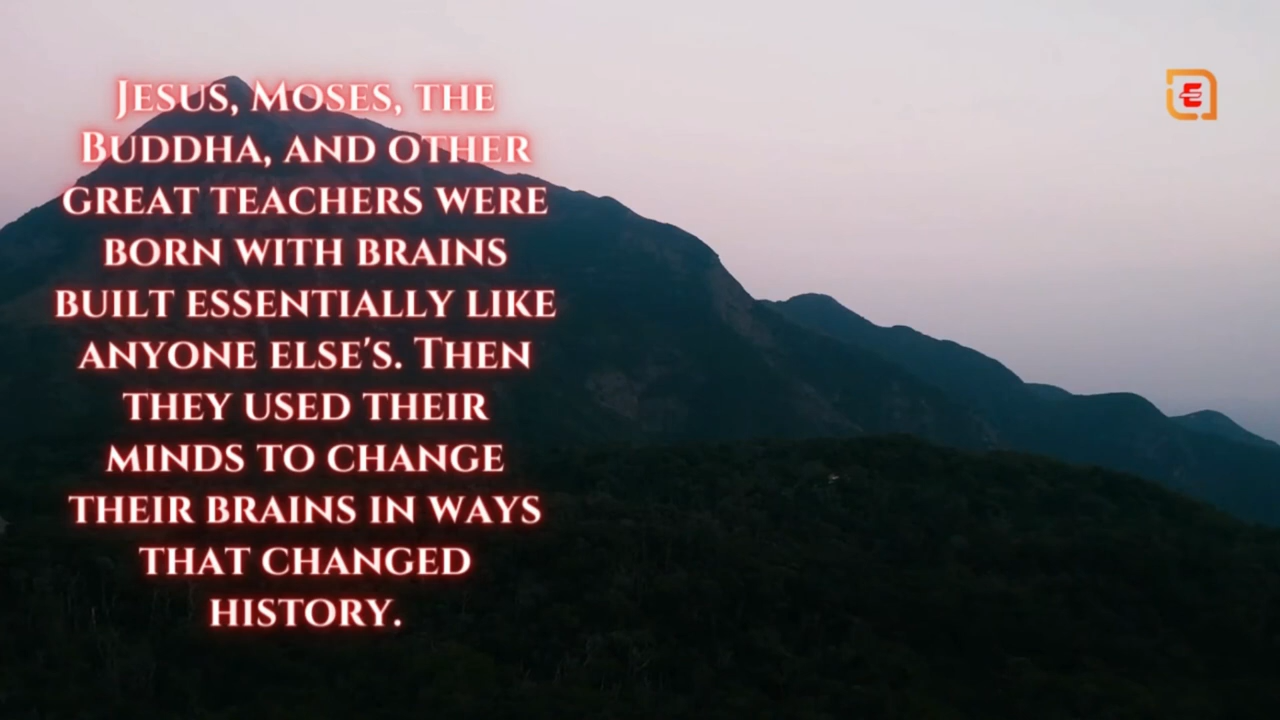 Jesus, Moses, the
Buddha, and other
great teachers were
born with brains
built essentially like
anyone else's. Then
they used their
minds to change
their brains in ways
that changed
history.
E